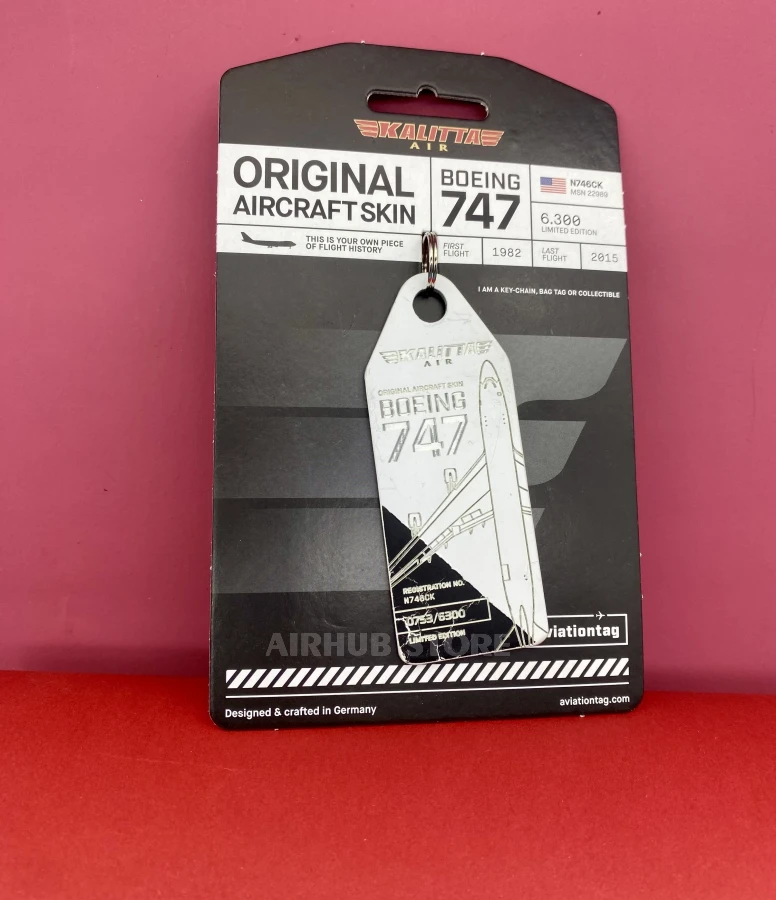 KALITTA
AIR
ORIGINAL
AIRCRAFT SKIN
BOEING
747
N746CK
MSN 22989
6.300
LIMITED EDITION
THIS IS YOUR OWN PIECE
OF FLIGHT HISTORY
FIRST
FLIGHT
1982
LAST
FLIGHT
2015
I AM A KEY-CHAIN, BAG TAG OR COLLECTIBLE
KALITTA
AIR
ORIGINAL AIRCRAFT SKIN
BOEING
747
REGISTRATION NO.
N746CK
0753/6300
LIMITED EDITION
viationtag
AIRHUB STORE
Designed & crafted in Germany
aviationtag.com